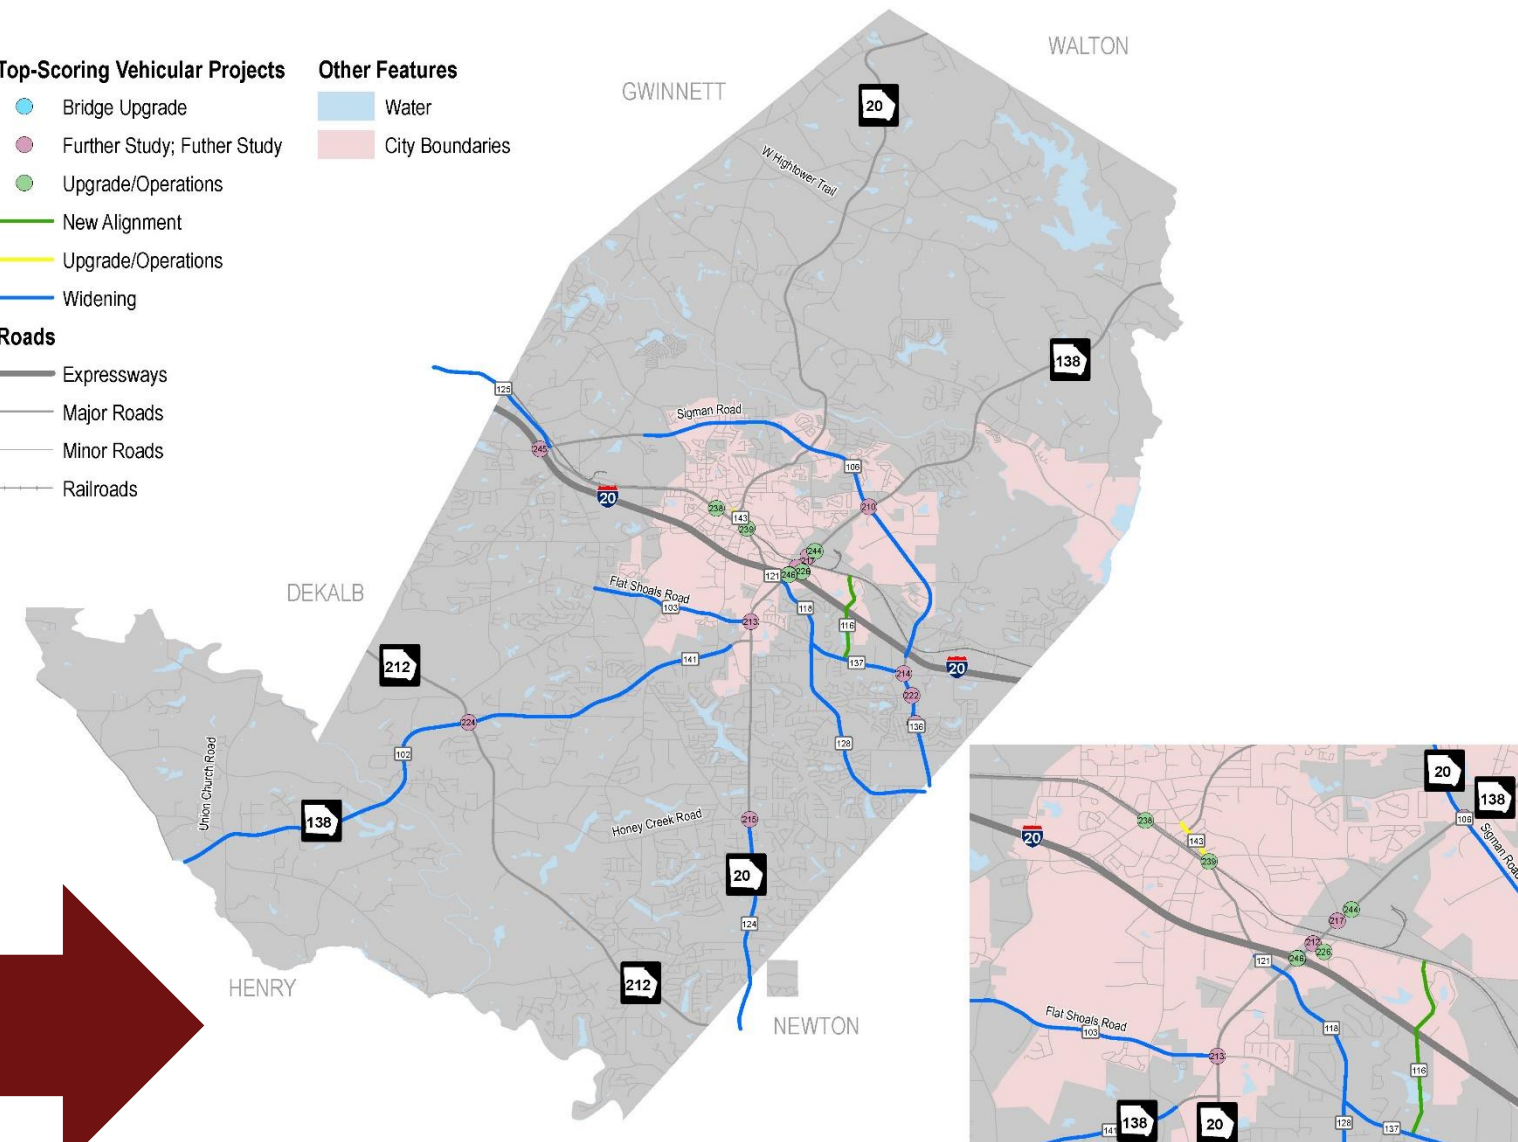 Top-Scoring Vehicular Projects
Bridge Upgrade
Further Study; Futher Study
Upgrade/Operations
New Alignment
Upgrade/Operations
Widening
Roads
Expressways
Major Roads
Minor Roads
Railroads
Other Features
Water
City Boundaries
WALTON
GWINNETT
20
W Hightower Trail
138
125
Sigman Road
245
106
20
238
143
210
239
244
217
121
246
226
DEKALB
Flat Shoals Road
103
118
213
116
212
141
137
20
214
222
224
136
102
128
Union Church Road
138
215
Honey Creek Road
20
124
HENRY
212
NEWTON
20
138
238
106
20
143
Sigman Road
239
244
217
212
226
246
121
Flat Shoals Road
103
118
213
116
141
138
20
128
137